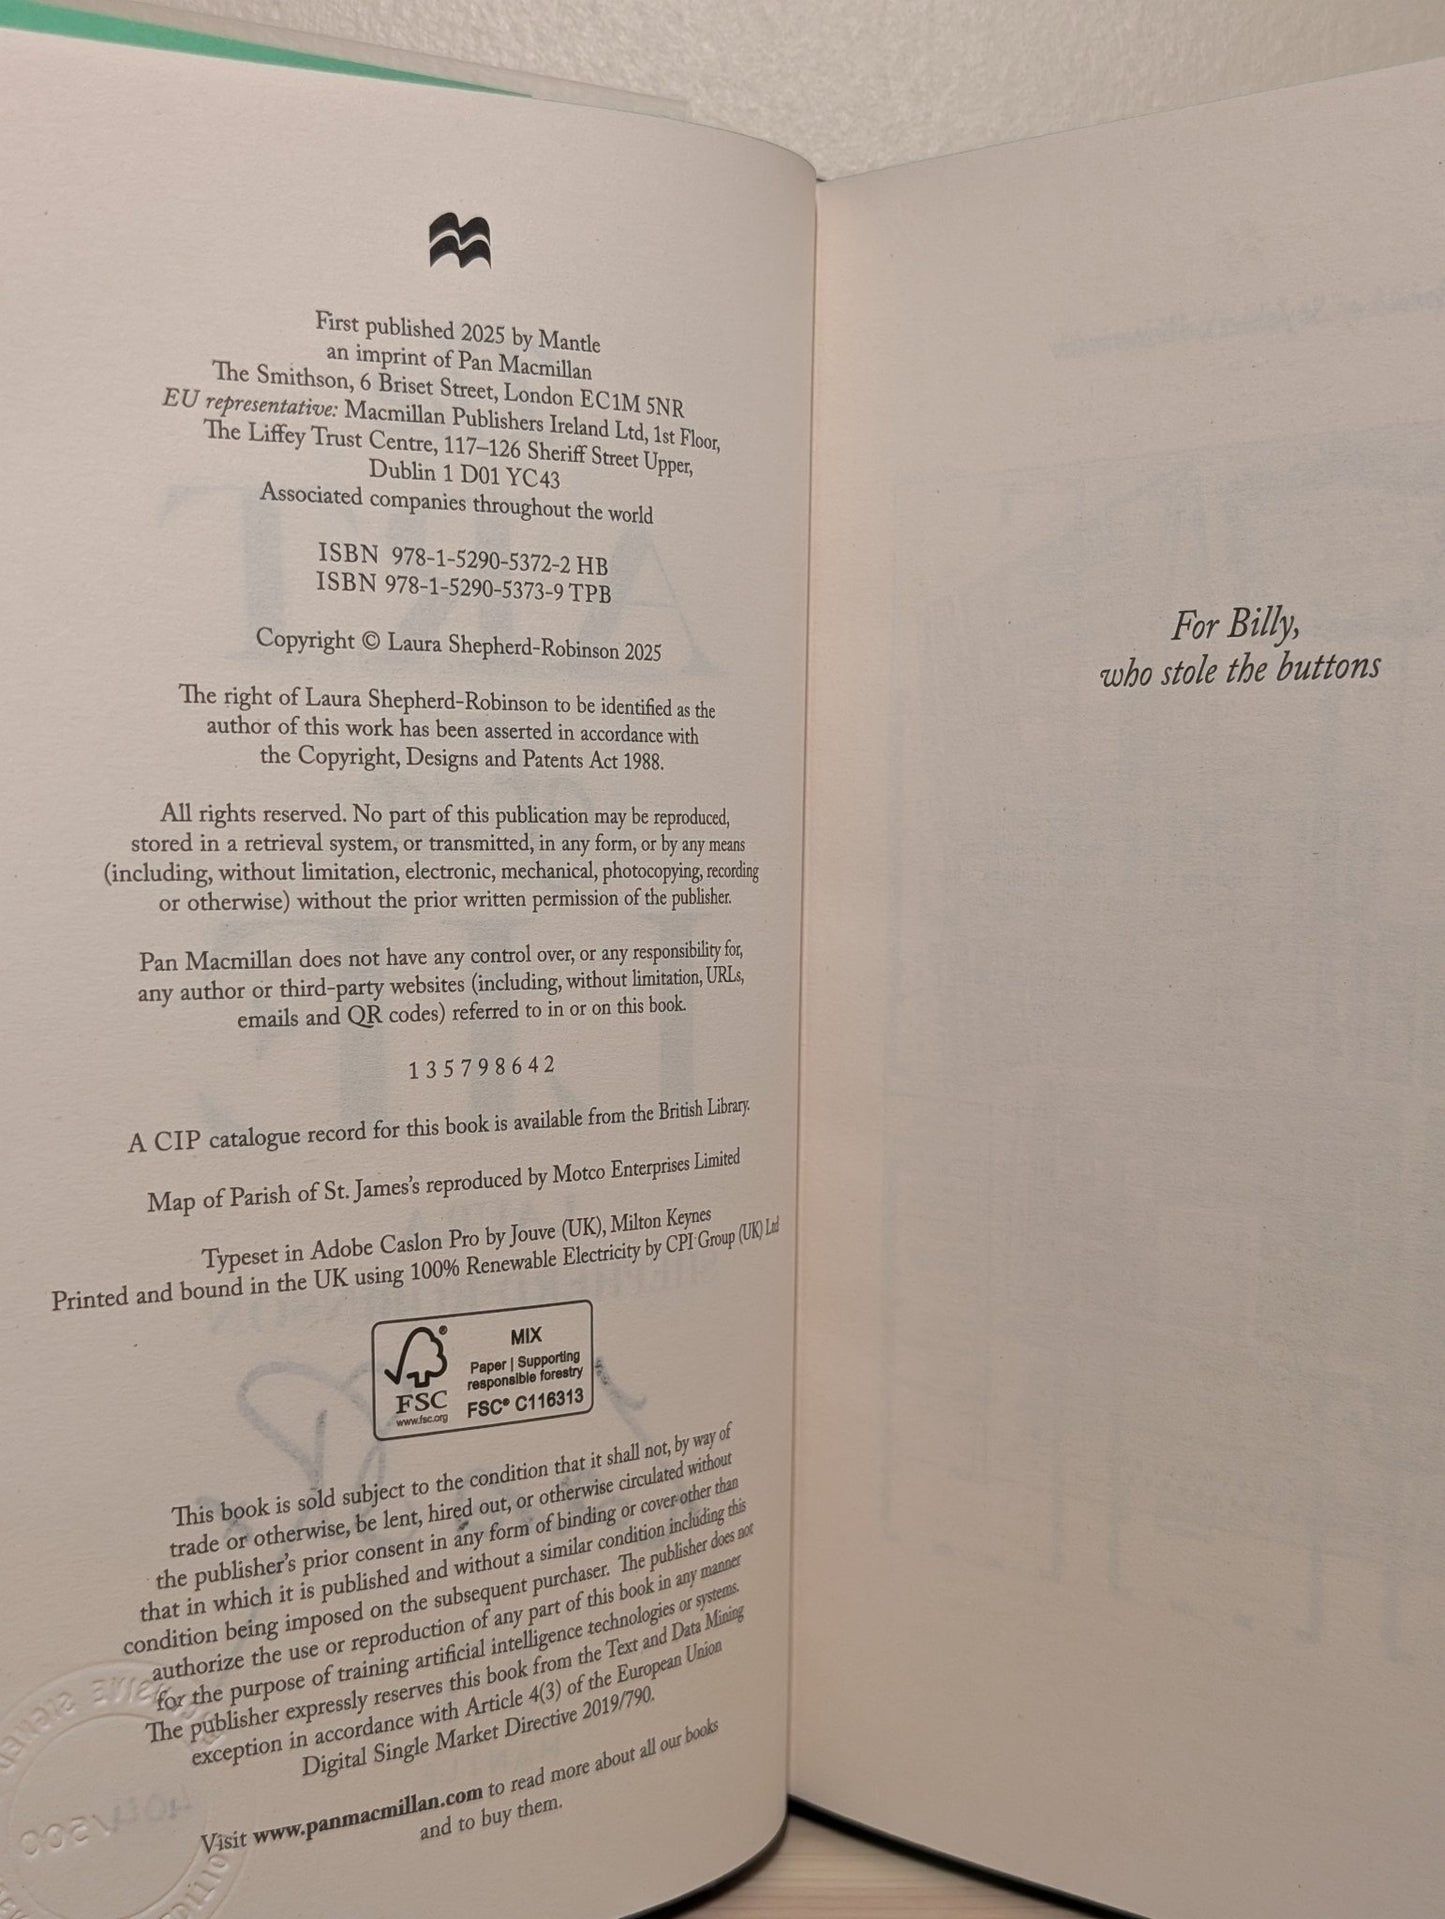 First published 2025 by Mantle
an imprint of Pan Macmillan
The Smithson, 6 Briset Street, London EC1M 5NR
EU representative: Macmillan Publishers Ireland Ltd, 1st Floor,
The Liffey Trust Centre, 117–126 Sheriff Street Upper,
Dublin 1 D01 YC43
Associated companies throughout the world
ISBN 978-1-5290-5372-2 HB
ISBN 978-1-5290-5373-9 TPB
Copyright © Laura Shepherd-Robinson 2025
The right of Laura Shepherd-Robinson to be identified as the
author of this work has been asserted in accordance with
the Copyright, Designs and Patents Act 1988.
All rights reserved. No part of this publication may be reproduced,
stored in a retrieval system, or transmitted, in any form, or by any means
(including, without limitation, electronic, mechanical, photocopying, recording
or otherwise) without the prior written permission of the publisher.
Pan Macmillan does not have any control over, or any responsibility for,
any author or third-party websites (including, without limitation, URLs,
emails and QR codes) referred to in or on this book.
1 3 5 7 9 8 6 4 2
A CIP catalogue record for this book is available from the British Library.
Map of Parish of St. James's reproduced by Motco Enterprises Limited
Typeset in Adobe Caslon Pro by Jouve (UK), Milton Keynes
Printed and bound in the UK using 100% Renewable Electricity by CPI Group (UK) Ltd
MIX
Paper | Supporting
responsible forestry
FSC® C116313
FSC
www.fsc.org
This book is sold subject to the condition that it shall not, by way of
trade or otherwise, be lent, hired out, or otherwise circulated without
the publisher's prior consent in any form of binding or cover other than
that in which it is published and without a similar condition including this
condition being imposed on the subsequent purchaser. The publisher does not
authorize the use or reproduction of any part of this book in any manner
for the purpose of training artificial intelligence technologies or systems.
The publisher expressly reserves this book from the Text and Data Mining
exception in accordance with Article 4(3) of the European Union
Digital Single Market Directive 2019/790.
Visit www.panmacmillan.com to read more about all our books
and to buy them.
For Billy,
who stole the buttons